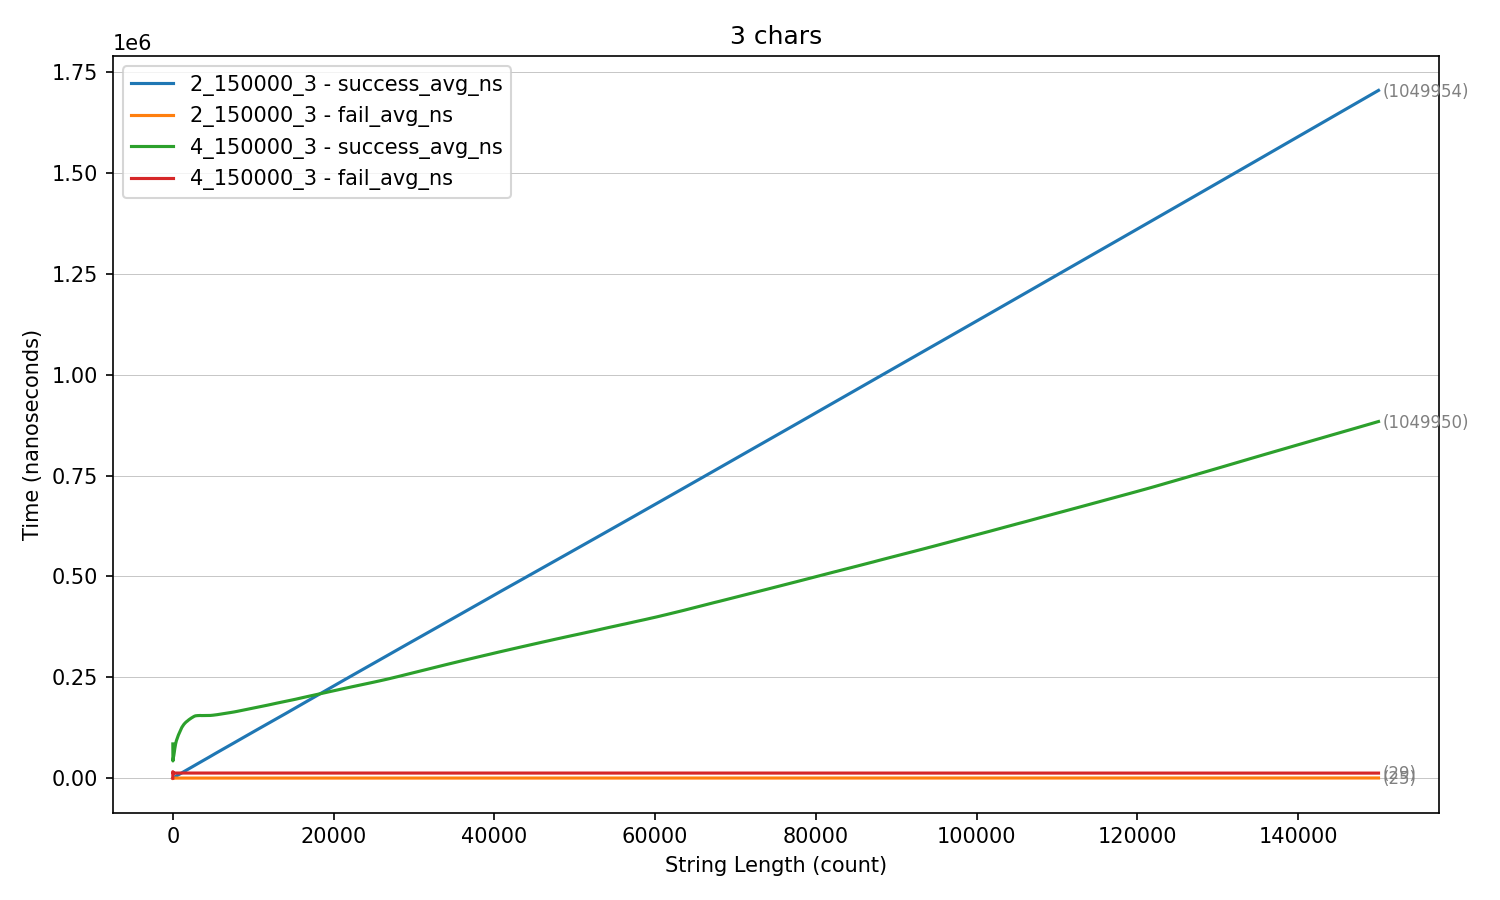 3 chars
1e6
1.75
1.50
1.25
1.00
0.75
0.50
0.25
0.00
Time (nanoseconds)
2_150000_3 - success_avg_ns
2_150000_3 - fail_avg_ns
4_150000_3 - success_avg_ns
4_150000_3 - fail_avg_ns
(1049954)
(1049950)
(29)
(25)
0
20000
40000
60000
80000
100000
120000
140000
String Length (count)